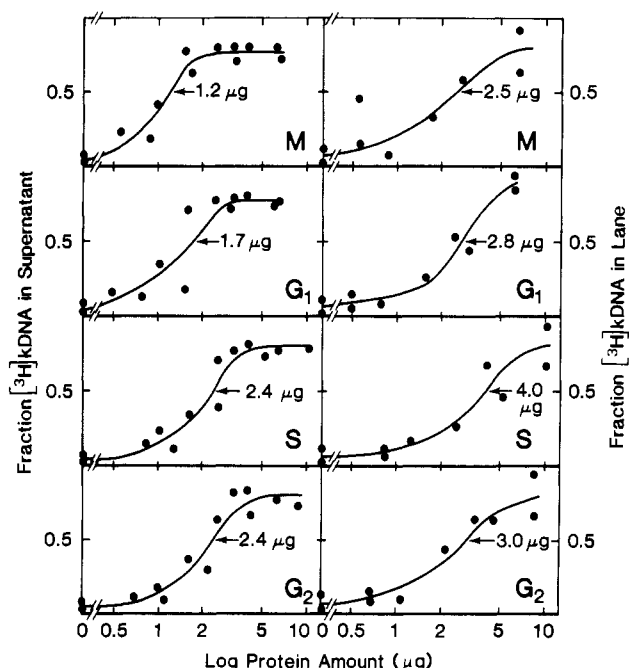 0.5
1.2 μg
M
2.5 μg
M
0.5
1.7 μg
G1
2.8 μg
G1
0.5
0.5
2.4 μg
S
4.0 μg
S
0.5
0.5
2.4 μg
G2
3.0 μg
G2
0.5
0 0.5 1 2 5 10
0 0.5 1 2 5 10
Log Protein Amount (μg)
Fraction [³H]kDNA in Supernatant
Fraction [³H]kDNA in Lane